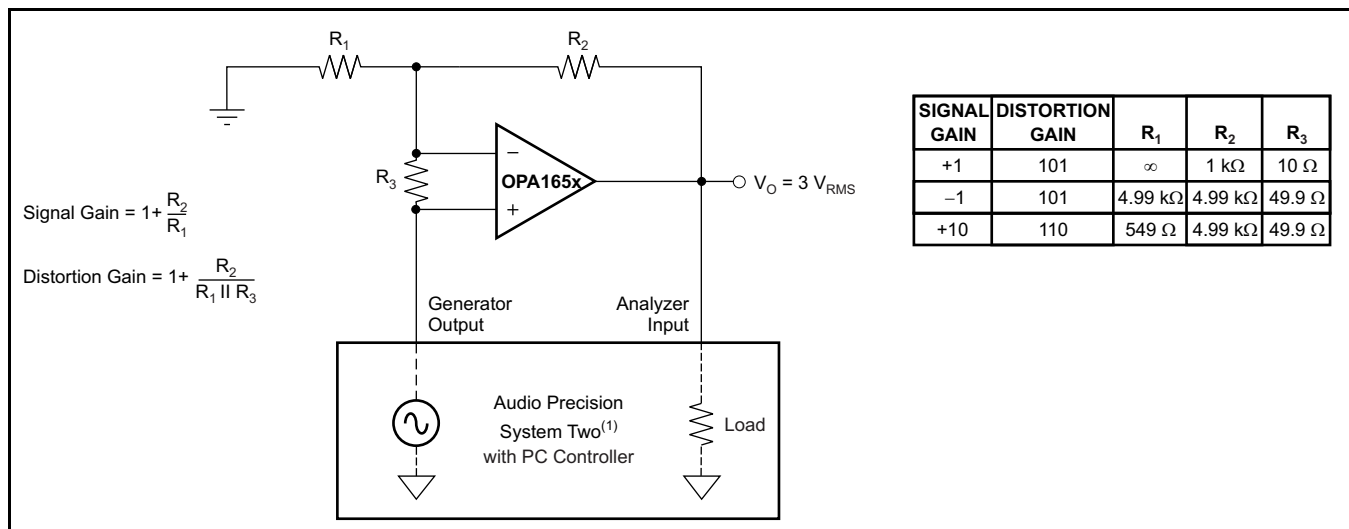 R1
R2
R3
−
OPA165x
+
VO = 3 VRMS
Signal Gain = 1+ R2
R1
Distortion Gain = 1+ R2
R1 II R3
Generator
Output
Analyzer
Input
Audio Precision
System Two(1)
with PC Controller
Load
SIGNAL GAIN DISTORTION GAIN R1 R2 R3
+1 101 ∞ 1 kΩ 10 Ω
−1 101 4.99 kΩ 4.99 kΩ 49.9 Ω
+10 110 549 Ω 4.99 kΩ 49.9 Ω